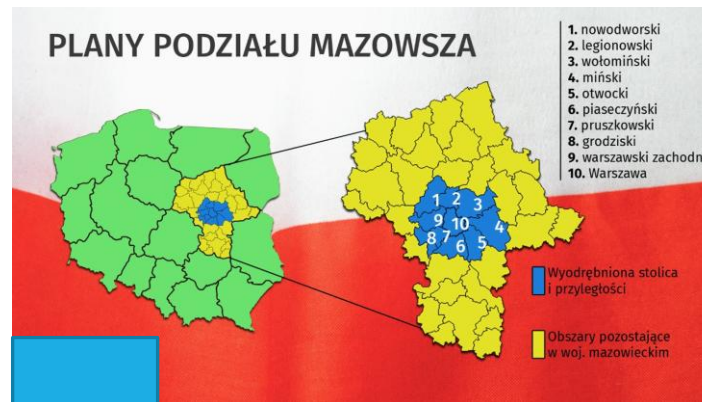 PLANY PODZIAŁU MAZOWSZA
1. nowodworski
2. legionowski
3. wołomiński
4. miński
5. otwocki
6. piaseczyński
7. pruszkowski
8. grodziski
9. warszawski zachodn
10. Warszawa
1 2 3
9 10 4
8 7 6 5
Wyodrębniona stolica
i przyległości
Obszary pozostające
w woj. mazowieckim